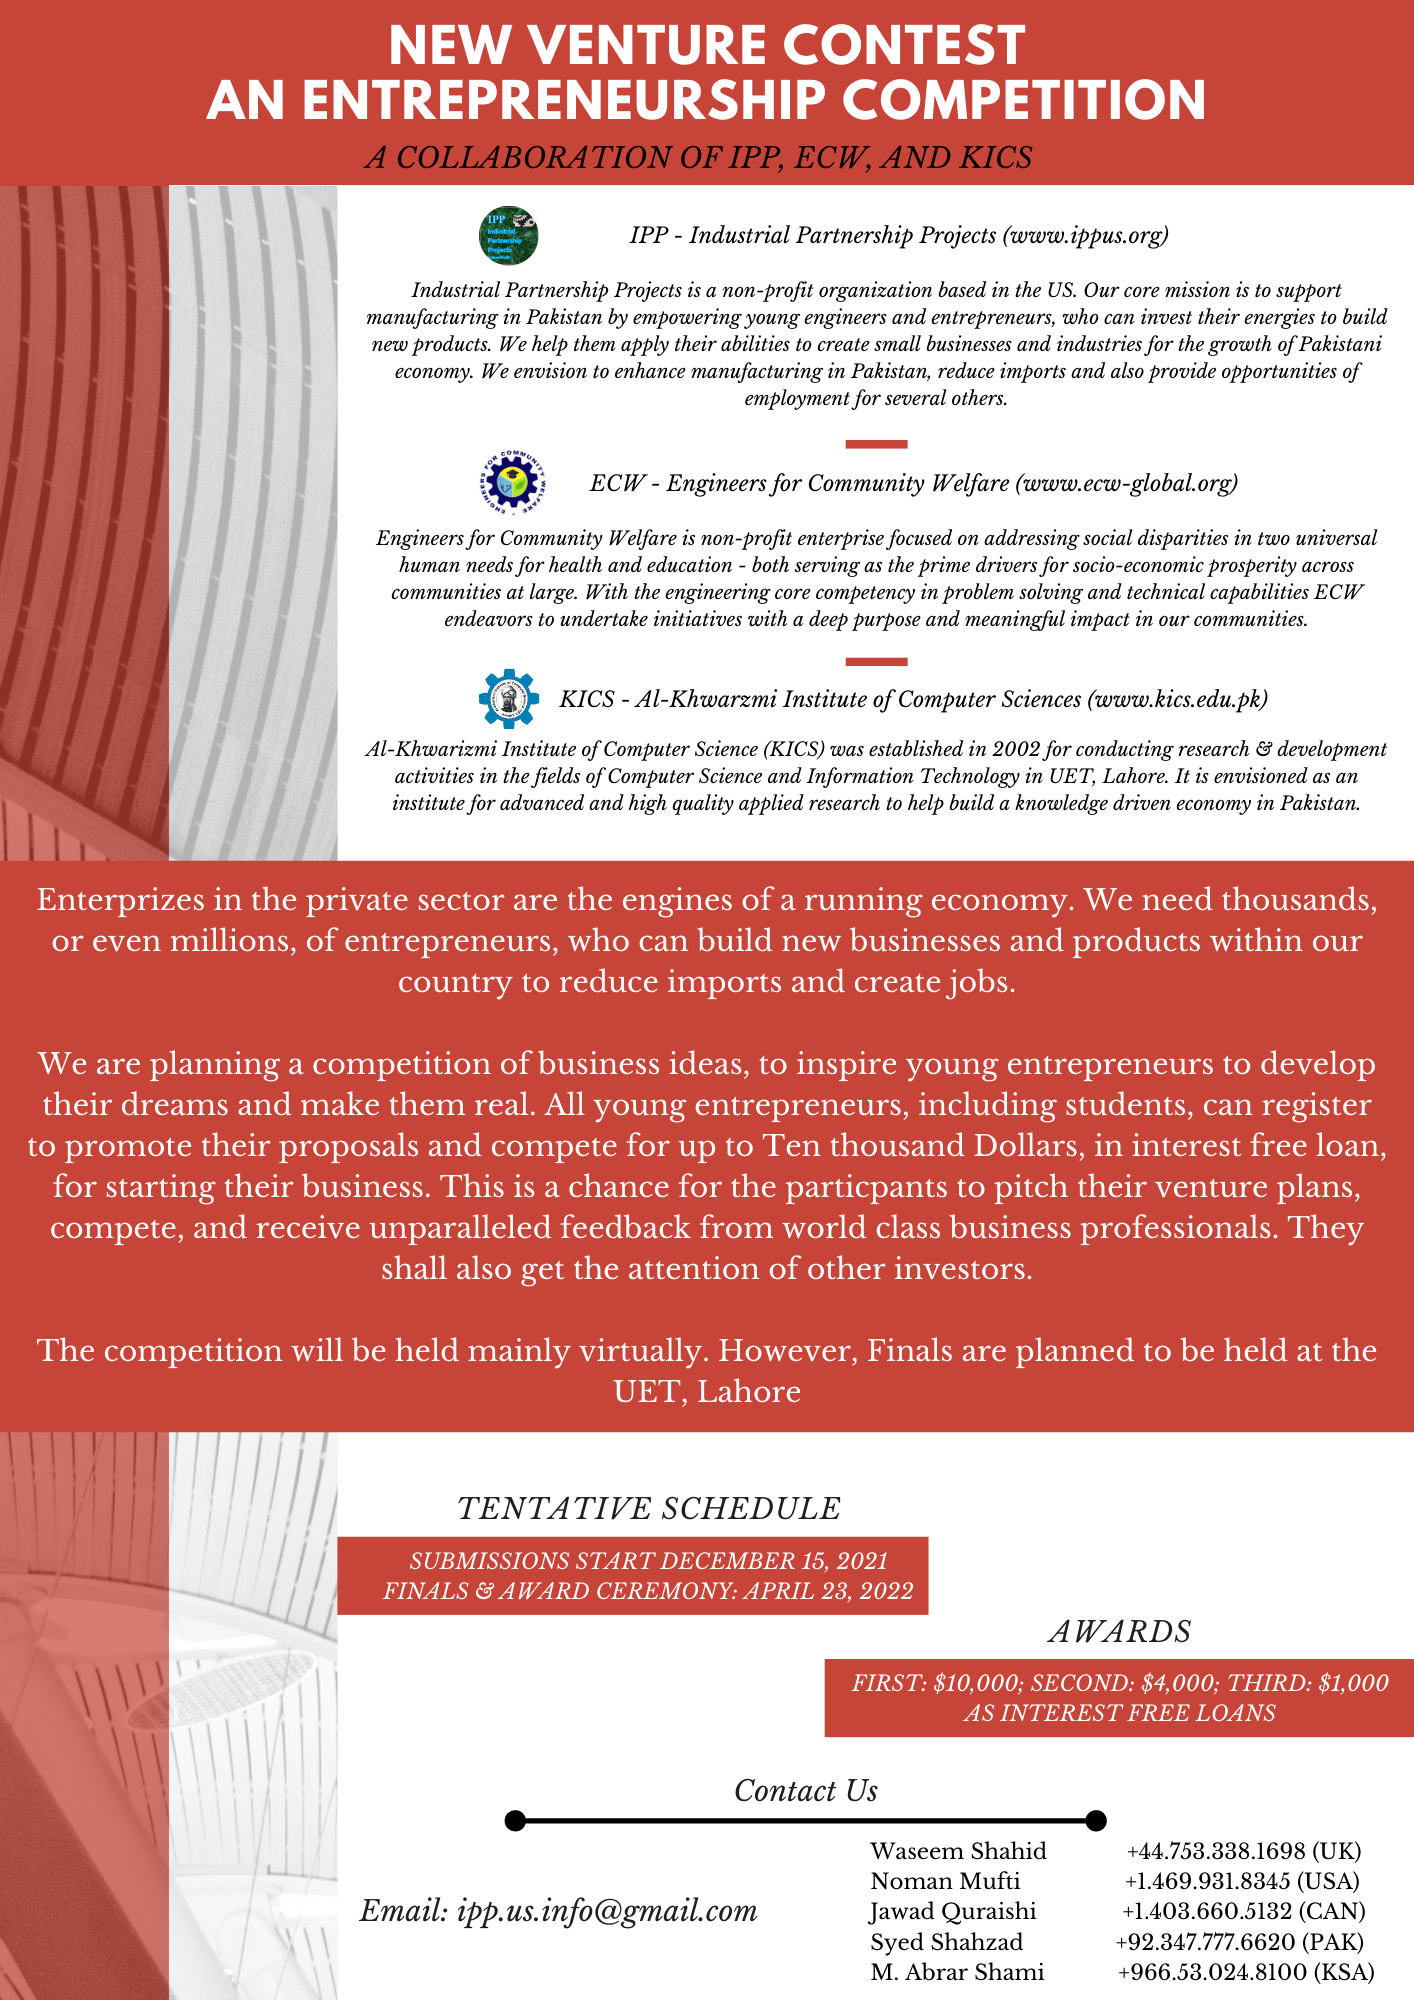 NEW VENTURE CONTEST
AN ENTREPRENEURSHIP COMPETITION
A COLLABORATION OF IPP, ECW, AND KICS
IPP
Industrial
Partnership
Projects
IPP - Industrial Partnership Projects (www.ippus.org)
Industrial Partnership Projects is a non-profit organization based in the US. Our core mission is to support
manufacturing in Pakistan by empowering young engineers and entrepreneurs, who can invest their energies to build
new products. We help them apply their abilities to create small businesses and industries for the growth of Pakistani
economy. We envision to enhance manufacturing in Pakistan, reduce imports and also provide opportunities of
employment for several others.
ENGINEERS FOR COMMUNITY WELFARE
ECW - Engineers for Community Welfare (www.ecw-global.org)
Engineers for Community Welfare is non-profit enterprise focused on addressing social disparities in two universal
human needs for health and education - both serving as the prime drivers for socio-economic prosperity across
communities at large. With the engineering core competency in problem solving and technical capabilities ECW
endeavors to undertake initiatives with a deep purpose and meaningful impact in our communities.
KICS - Al-Khwarzmi Institute of Computer Sciences (www.kics.edu.pk)
Al-Khwarizmi Institute of Computer Science (KICS) was established in 2002 for conducting research & development
activities in the fields of Computer Science and Information Technology in UET, Lahore. It is envisioned as an
institute for advanced and high quality applied research to help build a knowledge driven economy in Pakistan.
Enterprizes in the private sector are the engines of a running economy. We need thousands,
or even millions, of entrepreneurs, who can build new businesses and products within our
country to reduce imports and create jobs.
We are planning a competition of business ideas, to inspire young entrepreneurs to develop
their dreams and make them real. All young entrepreneurs, including students, can register
to promote their proposals and compete for up to Ten thousand Dollars, in interest free loan,
for starting their business. This is a chance for the particpants to pitch their venture plans,
compete, and receive unparalleled feedback from world class business professionals. They
shall also get the attention of other investors.
The competition will be held mainly virtually. However, Finals are planned to be held at the
UET, Lahore
TENTATIVE SCHEDULE
SUBMISSIONS START DECEMBER 15, 2021
FINALS & AWARD CEREMONY: APRIL 23, 2022
AWARDS
FIRST: $10,000; SECOND: $4,000; THIRD: $1,000
AS INTEREST FREE LOANS
Contact Us
Email: ipp.us.info@gmail.com
Waseem Shahid +44.753.338.1698 (UK)
Noman Mufti +1.469.931.8345 (USA)
Jawad Quraishi +1.403.660.5132 (CAN)
Syed Shahzad +92.347.777.6620 (PAK)
M. Abrar Shami +966.53.024.8100 (KSA)